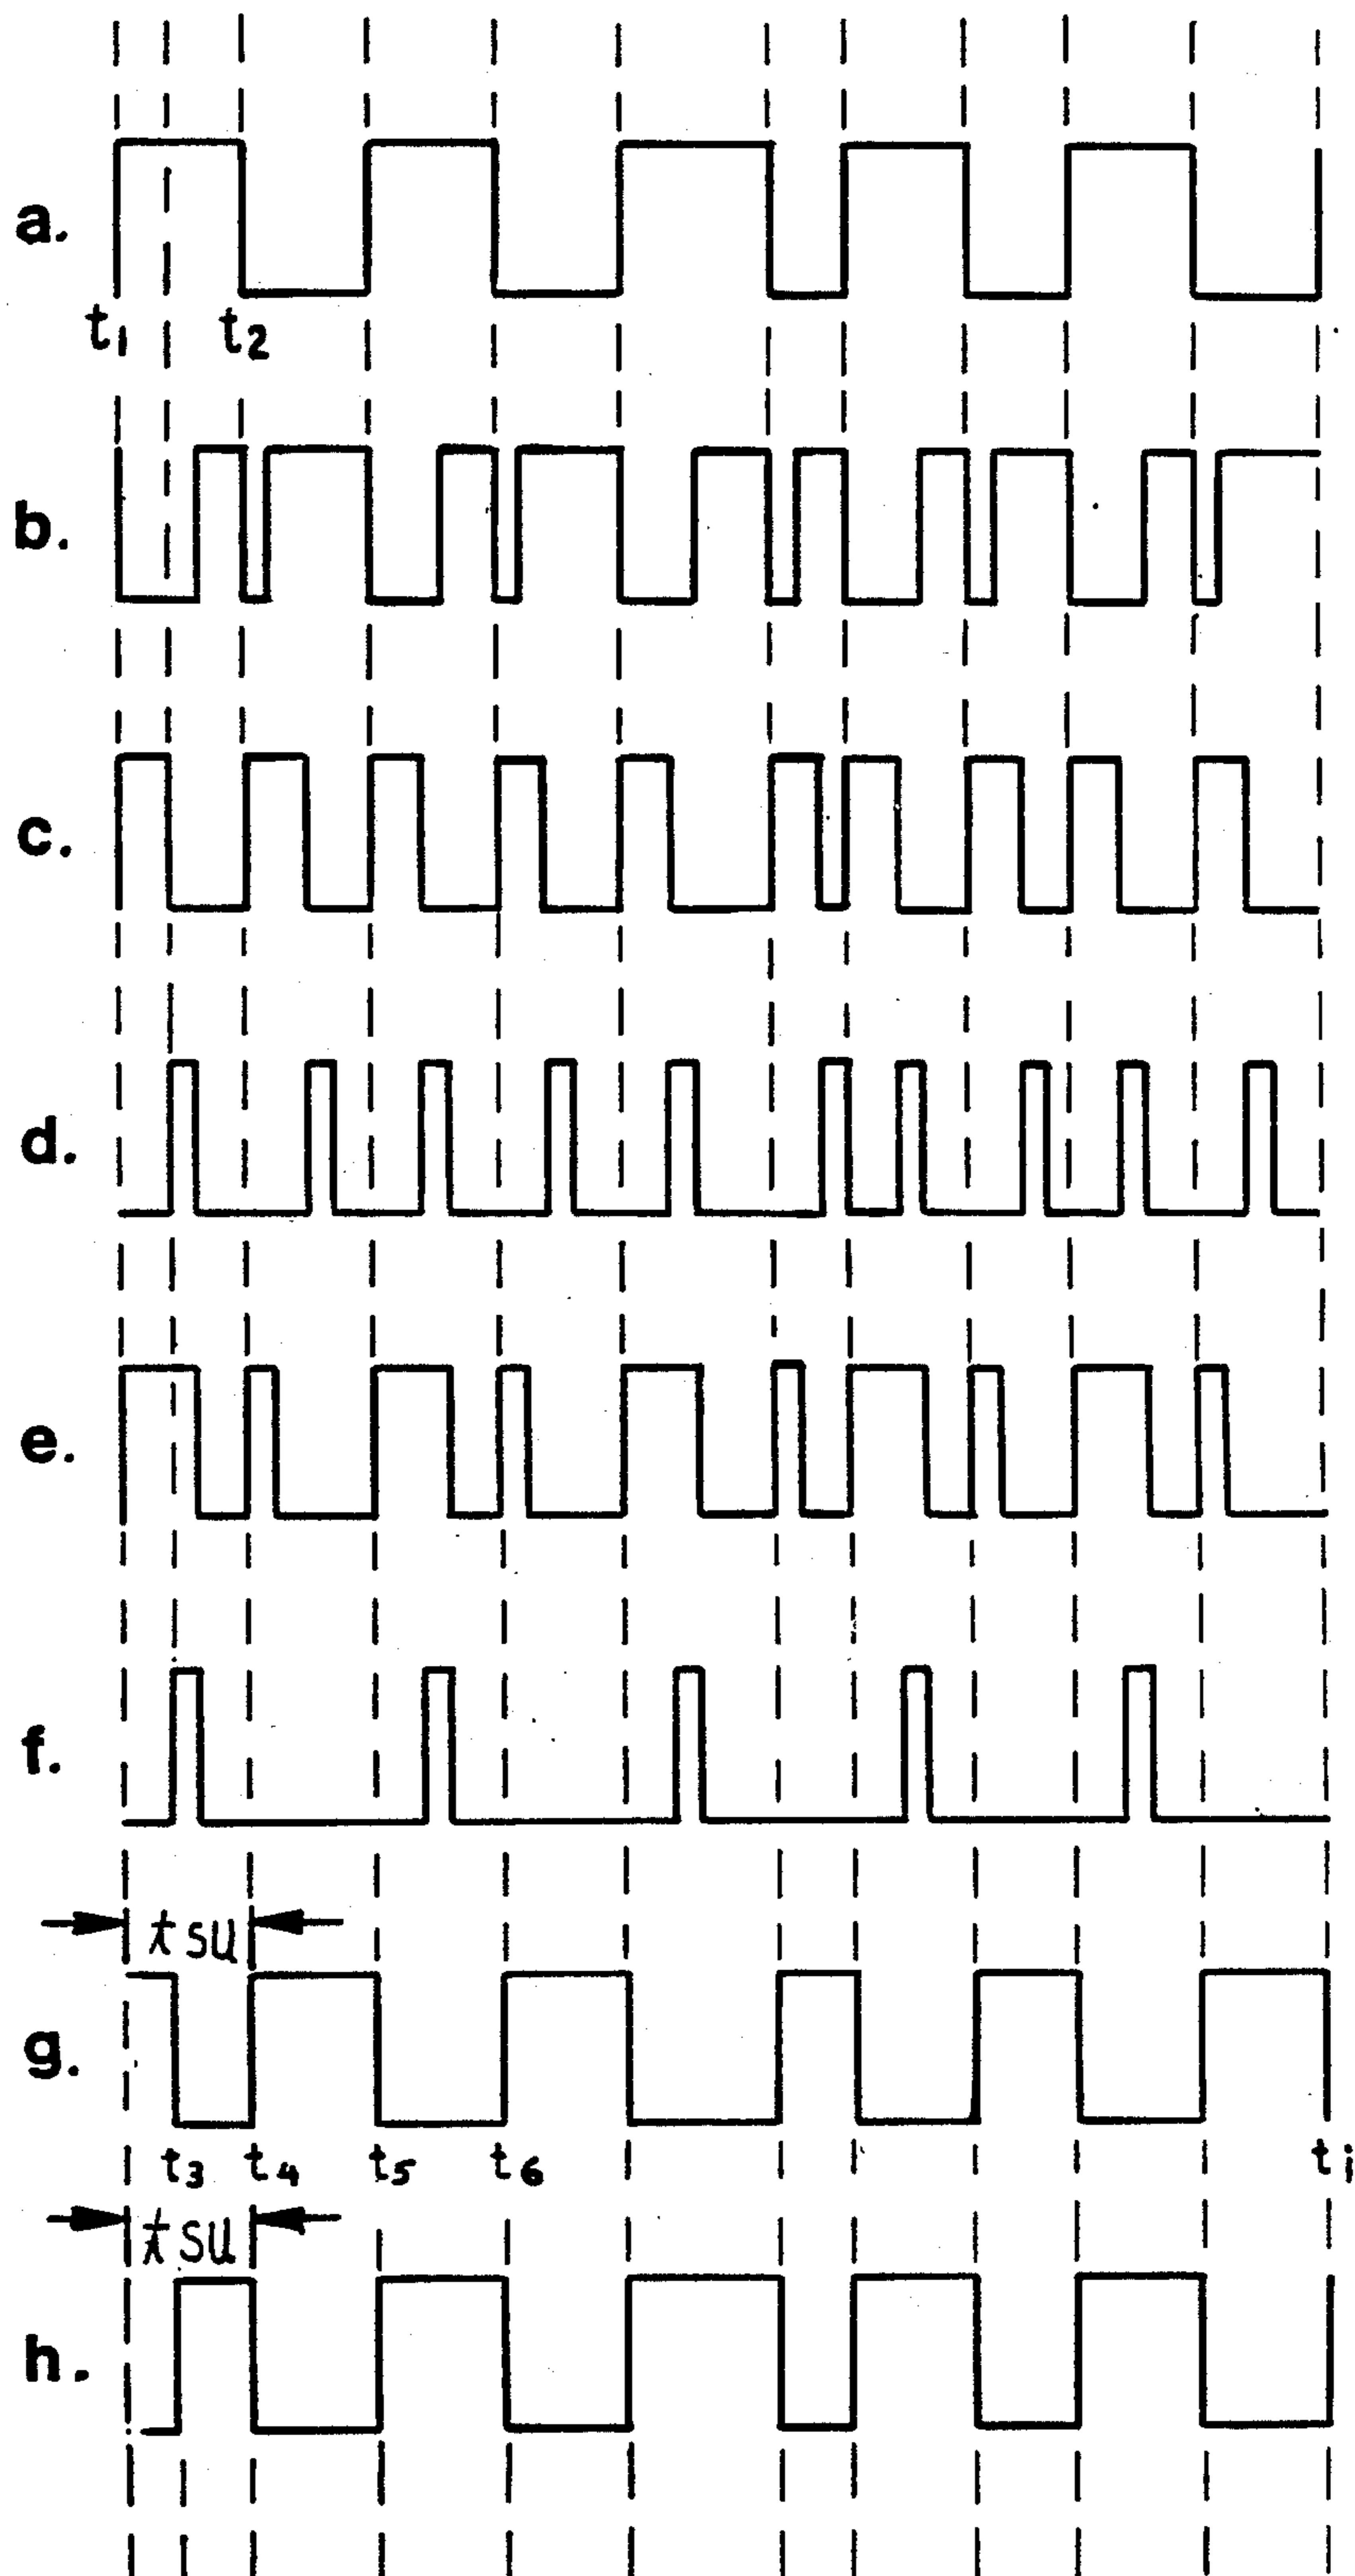 a.
t1 t2
b.
c.
d.
e.
f.
tsu
g.
t3 t4 t5 t6 ti
tsu
h.